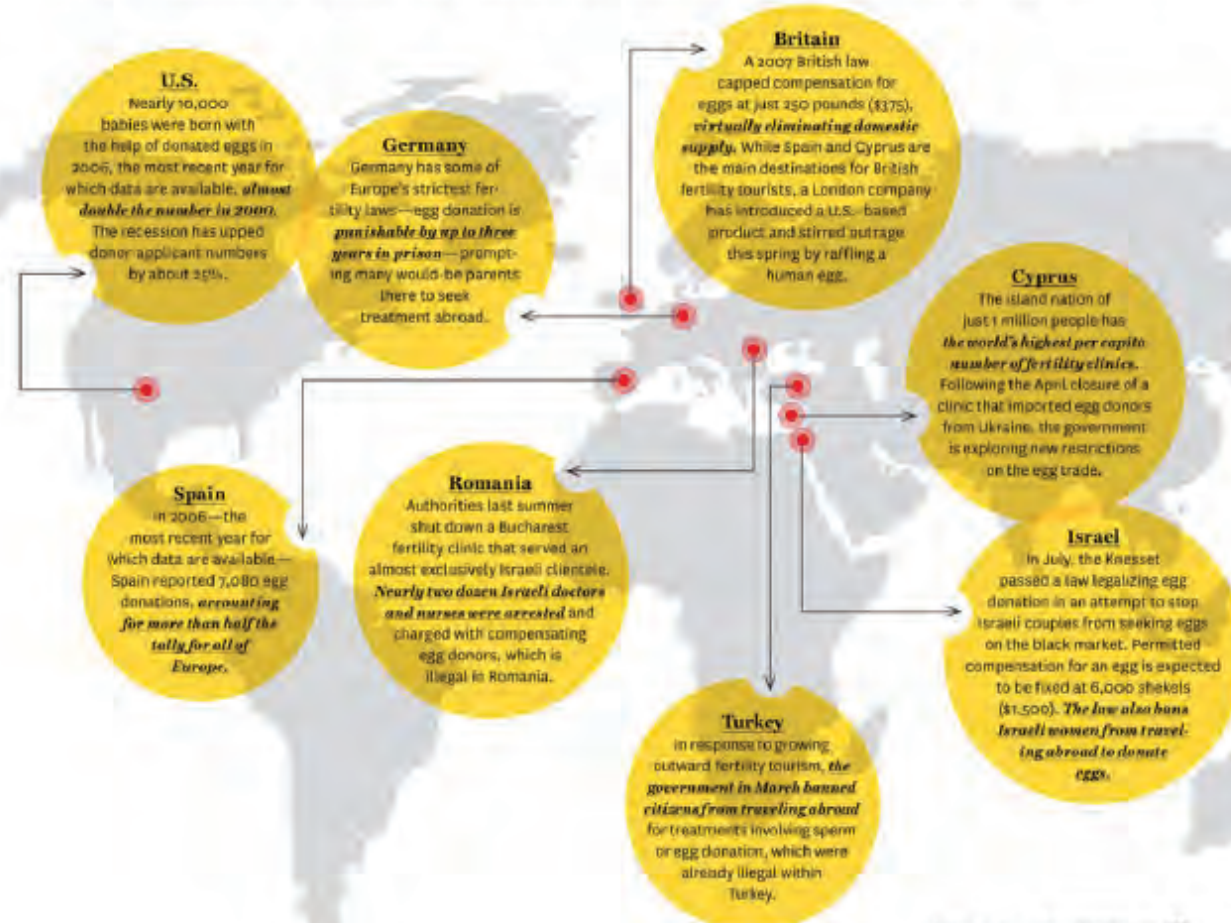 U.S.
Nearly 10,000
babies were born with
the help of donated eggs in
2006, the most recent year for
which data are available, almost
double the number in 2000.
The recession has upped
donor-applicant numbers
by about 25%.
Germany
Germany has some of
Europe's strictest fer-
tility laws—egg donation is
punishable by up to three
years in prison—prompt-
ing many would-be parents
there to seek
treatment abroad.
Britain
A 2007 British law
capped compensation for
eggs at just 250 pounds ($375),
virtually eliminating domestic
supply. While Spain and Cyprus are
the main destinations for British
fertility tourists, a London company
has introduced a U.S.-based
product and stirred outrage
this spring by raffling a
human egg.
Cyprus
The island nation of
just 1 million people has
the world's highest per capita
number of fertility clinics.
Following the April closure of a
clinic that imported egg donors
from Ukraine, the government
is exploring new restrictions
on the egg trade.
Spain
In 2006—the
most recent year for
which data are available—
Spain reported 7,080 egg
donations, accounting
for more than half the
tally for all of
Europe.
Romania
Authorities last summer
shut down a Bucharest
fertility clinic that served an
almost exclusively Israeli clientele.
Nearly two dozen Israeli doctors
and nurses were arrested and
charged with compensating
egg donors, which is
illegal in Romania.
Israel
In July, the Knesset
passed a law legalizing egg
donation in an attempt to stop
Israeli couples from seeking eggs
on the black market. Permitted
compensation for an egg is expected
to be fixed at 6,000 shekels
($1,500). The law also bans
Israeli women from travel-
ing abroad to donate
eggs.
Turkey
In response to growing
outward fertility tourism, the
government in March banned
citizens from traveling abroad
for treatments involving sperm
or egg donation, which were
already illegal within
Turkey.